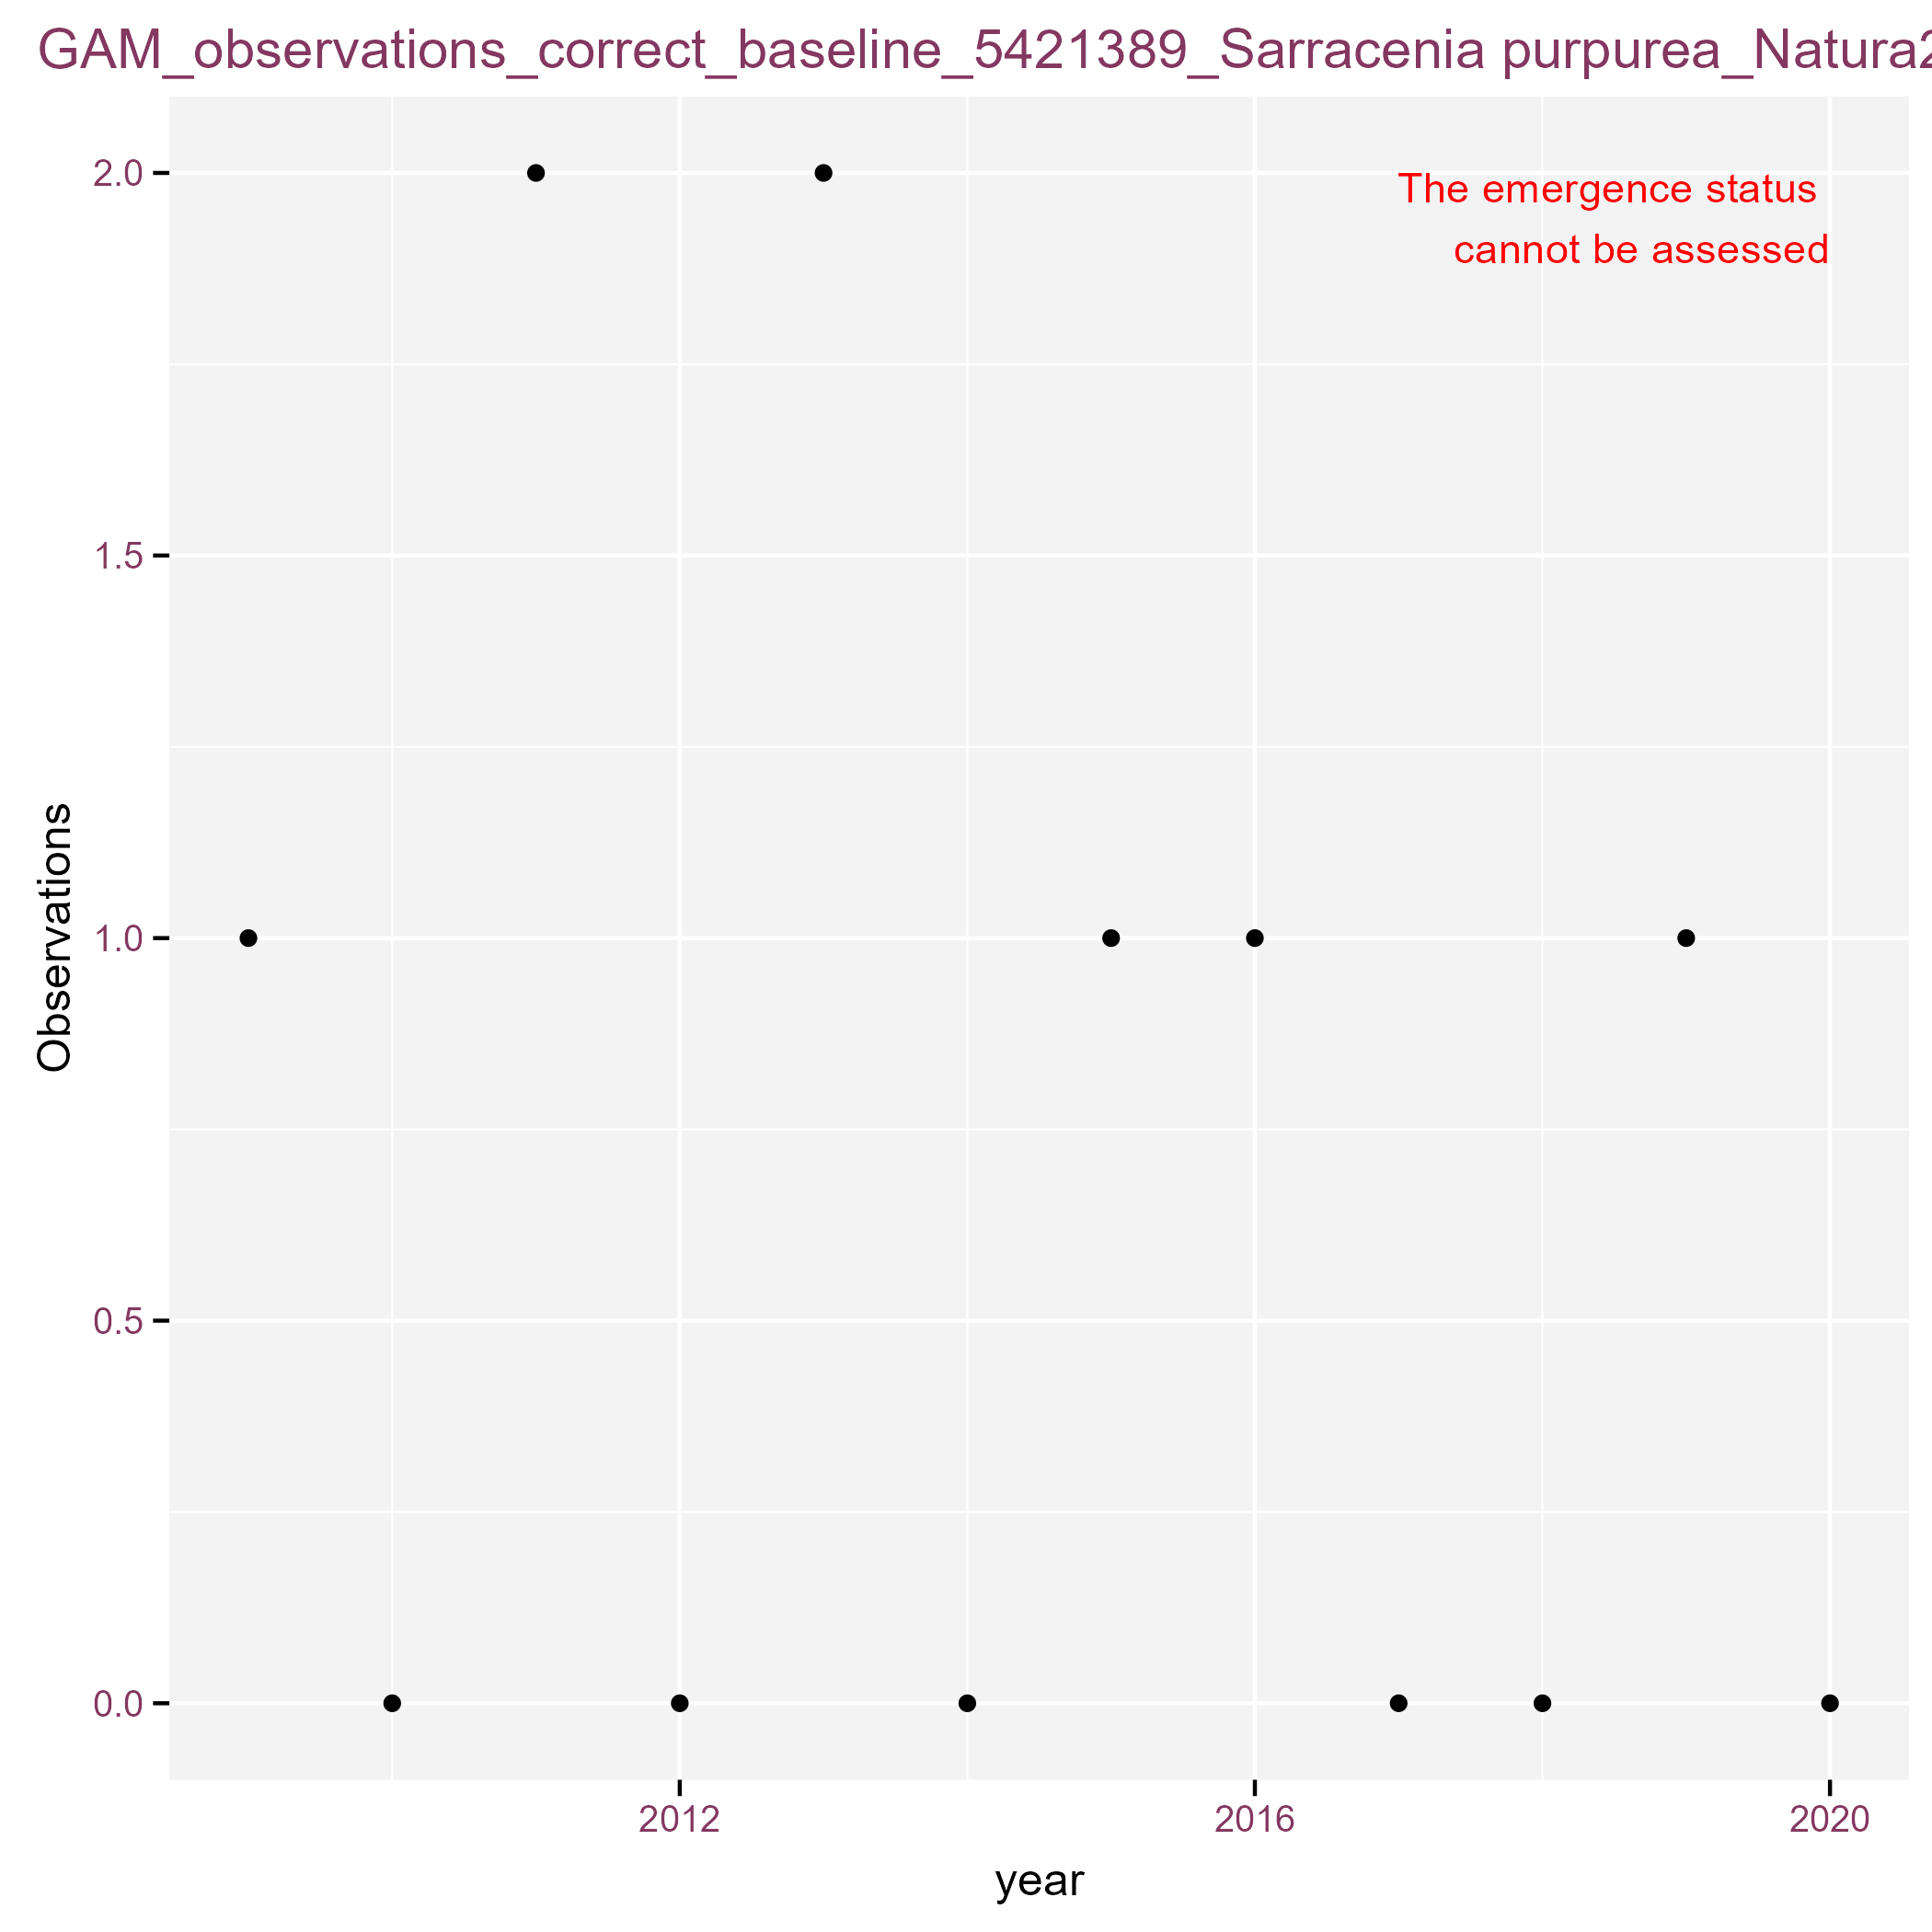 GAM_observations_correct_baseline_5421389_Sarracenia purpurea_Natura2
The emergence status
cannot be assessed
2.0
1.5
1.0
0.5
0.0
Observations
2012
2016
2020
year